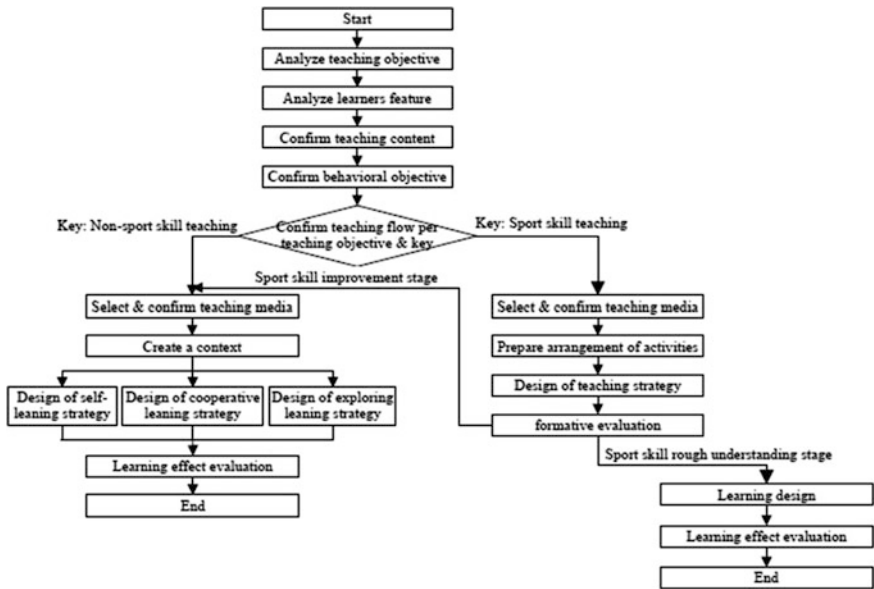 Start
Analyze teaching objective
Analyze learners feature
Confirm teaching content
Confirm behavioral objective
Key: Non-sport skill teaching
Confirm teaching flow per
teaching objective & key
Key: Sport skill teaching
Sport skill improvement stage
Select & confirm teaching media
Create a context
Design of self-
leaning strategy
Design of cooperative
leaning strategy
Design of exploring
leaning strategy
Learning effect evaluation
End
Select & confirm teaching media
Prepare arrangement of activities
Design of teaching strategy
formative evaluation
Sport skill rough understanding stage
Learning design
Learning effect evaluation
End